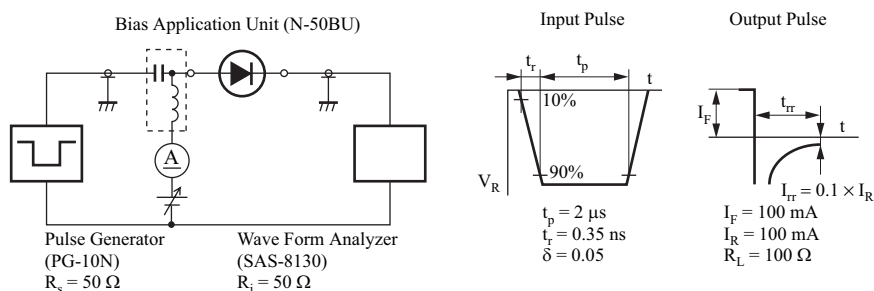 Bias Application Unit (N-50BU)
A
Pulse Generator
(PG-10N)
R_s = 50 Ω
Wave Form Analyzer
(SAS-8130)
R_i = 50 Ω
Input Pulse
t_r
t_p
t
10%
90%
V_R
t_p = 2 µs
t_r = 0.35 ns
δ = 0.05
Output Pulse
I_F
t_rr
t
I_rr = 0.1 × I_R
I_F = 100 mA
I_R = 100 mA
R_L = 100 Ω